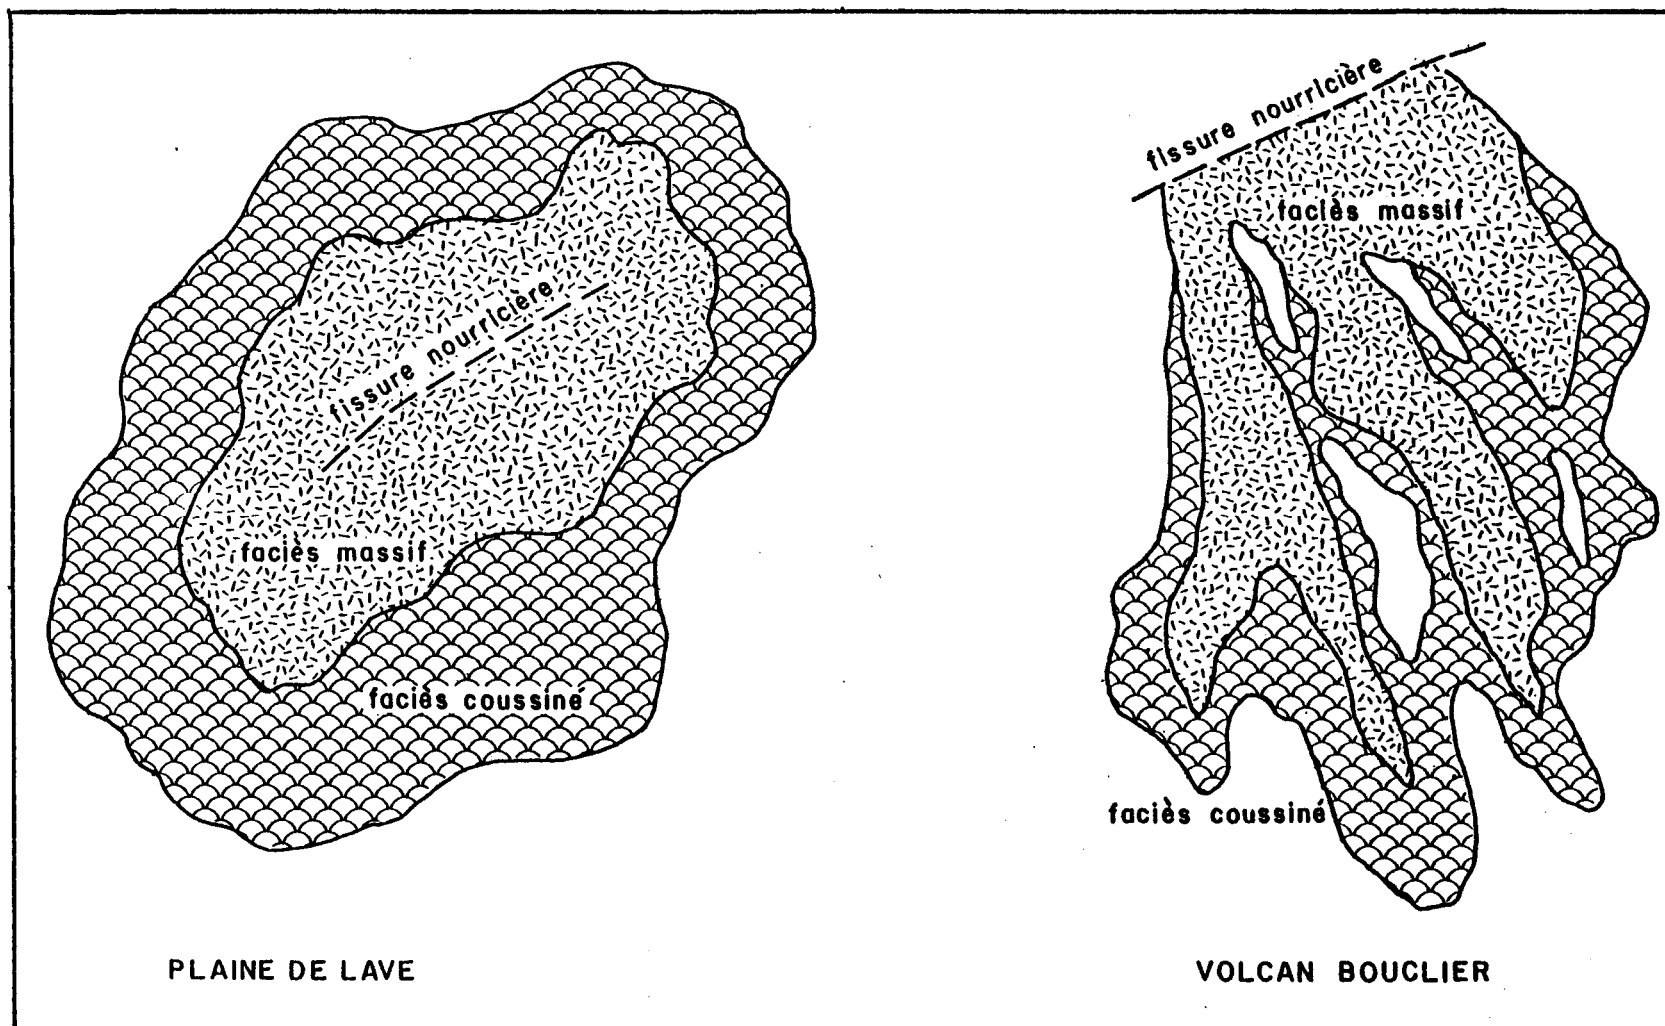 fissure nourricière
faciès massif
faciès coussiné
PLAINE DE LAVE
fissure nourricière
faciès massif
faciès coussiné
VOLCAN BOUCLIER